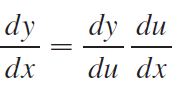 dy/dx = dy/du du/dx